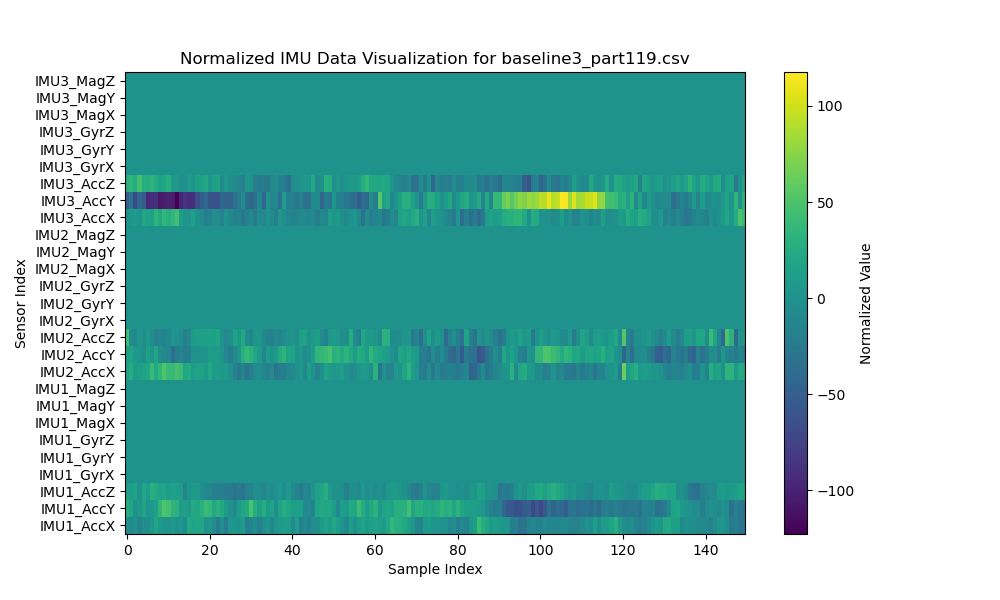 Normalized IMU Data Visualization for baseline3_part119.csv
IMU3_MagZ
IMU3_MagY
IMU3_MagX
IMU3_GyrZ
IMU3_GyrY
IMU3_GyrX
IMU3_AccZ
IMU3_AccY
IMU3_AccX
IMU2_MagZ
IMU2_MagY
IMU2_MagX
IMU2_GyrZ
IMU2_GyrY
IMU2_GyrX
IMU2_AccZ
IMU2_AccY
IMU2_AccX
IMU1_MagZ
IMU1_MagY
IMU1_MagX
IMU1_GyrZ
IMU1_GyrY
IMU1_GyrX
IMU1_AccZ
IMU1_AccY
IMU1_AccX
Sensor Index
0 20 40 60 80 100 120 140
Sample Index
100
50
0
−50
−100
Normalized Value